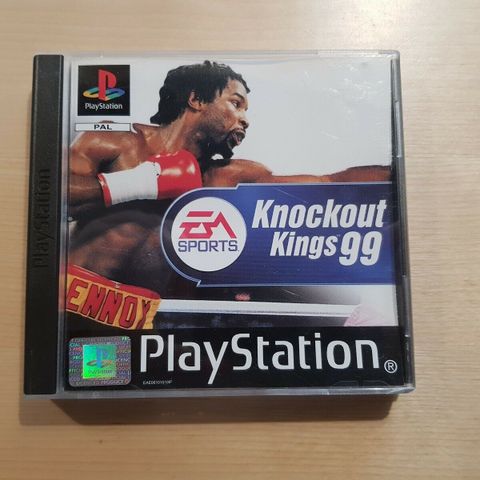 PlayStation
PAL
PlayStation
EA
SPORTS
Knockout
Kings 99
ENNOX
PlayStation®